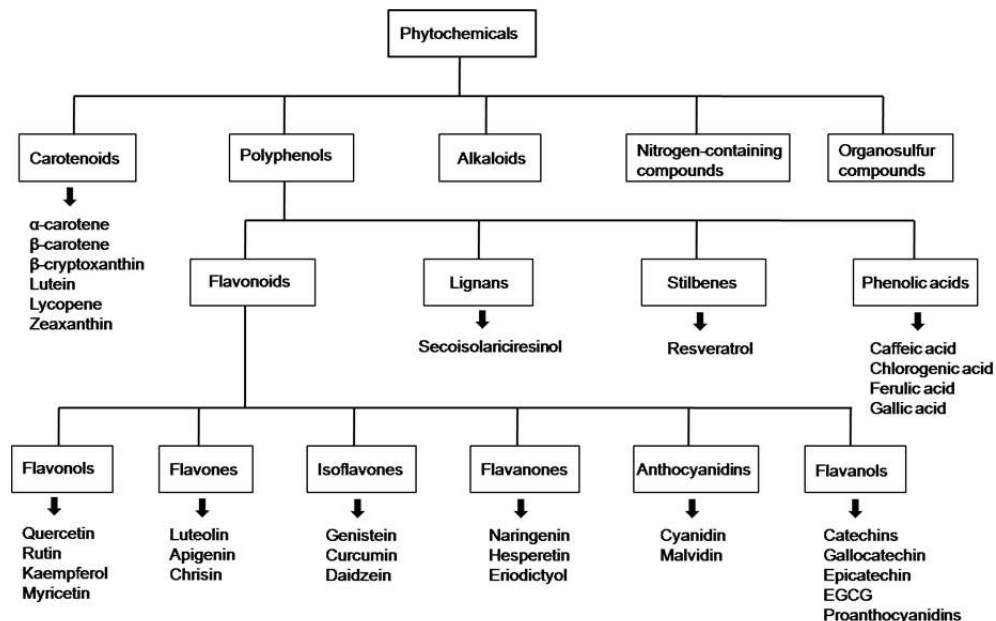 Phytochemicals
Carotenoids
Polyphenols
Alkaloids
Nitrogen-containing
compounds
Organosulfur
compounds
α-carotene
β-carotene
β-cryptoxanthin
Lutein
Lycopene
Zeaxanthin
Flavonoids
Lignans
Stilbenes
Phenolic acids
Secoisolariciresinol
Resveratrol
Caffeic acid
Chlorogenic acid
Ferulic acid
Gallic acid
Flavonols
Flavones
Isoflavones
Flavanones
Anthocyanidins
Flavanols
Quercetin
Rutin
Kaempferol
Myricetin
Luteolin
Apigenin
Chrisin
Genistein
Curcumin
Daidzein
Naringenin
Hesperetin
Eriodictyol
Cyanidin
Malvidin
Catechins
Gallocatechin
Epicatechin
EGCG
Proanthocyanidins